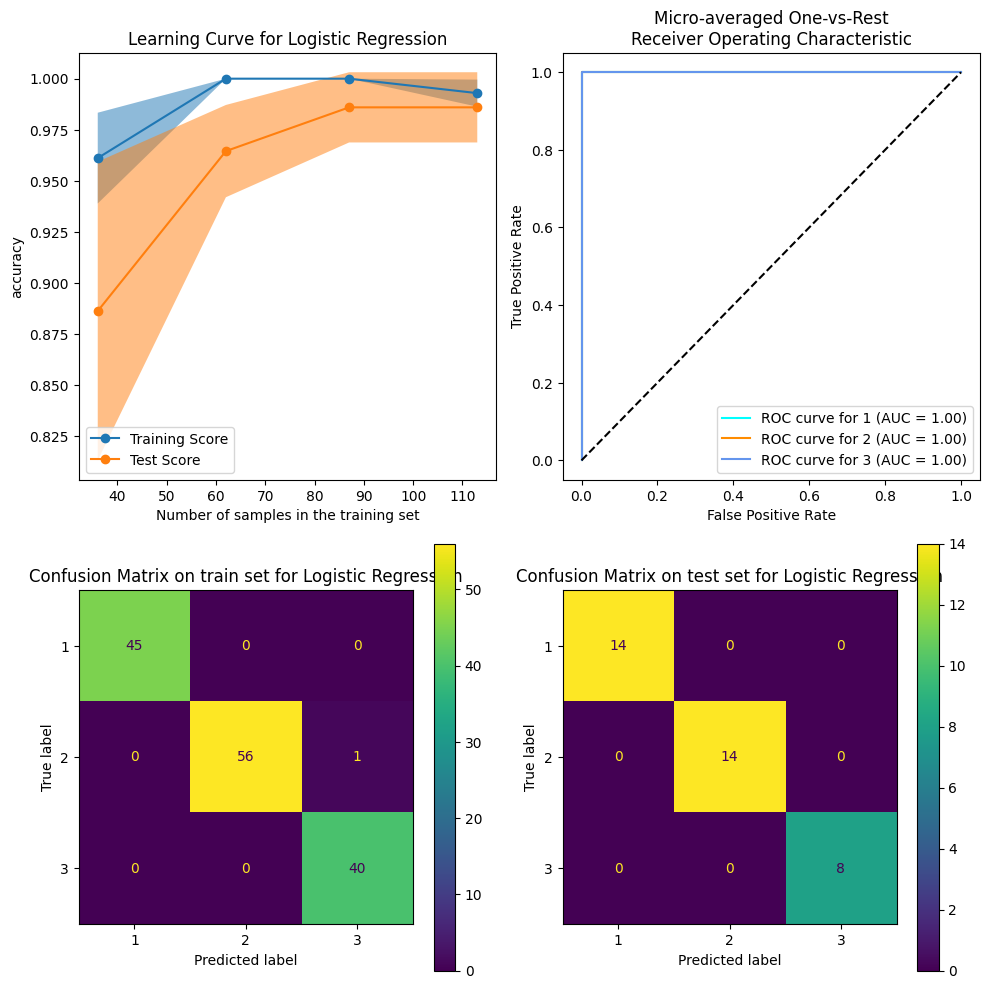 Learning Curve for Logistic Regression
accuracy
1.000
0.975
0.950
0.925
0.900
0.875
0.850
0.825
Training Score
Test Score
40 50 60 70 80 90 100 110
Number of samples in the training set
Micro-averaged One-vs-Rest
Receiver Operating Characteristic
True Positive Rate
1.0
0.8
0.6
0.4
0.2
0.0
ROC curve for 1 (AUC = 1.00)
ROC curve for 2 (AUC = 1.00)
ROC curve for 3 (AUC = 1.00)
0.0 0.2 0.4 0.6 0.8 1.0
False Positive Rate
Confusion Matrix on train set for Logistic Regression
True label
1 45 0 0
2 0 56 1
3 0 0 40
1 2 3
Predicted label
50
40
30
20
10
0
Confusion Matrix on test set for Logistic Regression
True label
1 14 0 0
2 0 14 0
3 0 0 8
1 2 3
Predicted label
14
12
10
8
6
4
2
0